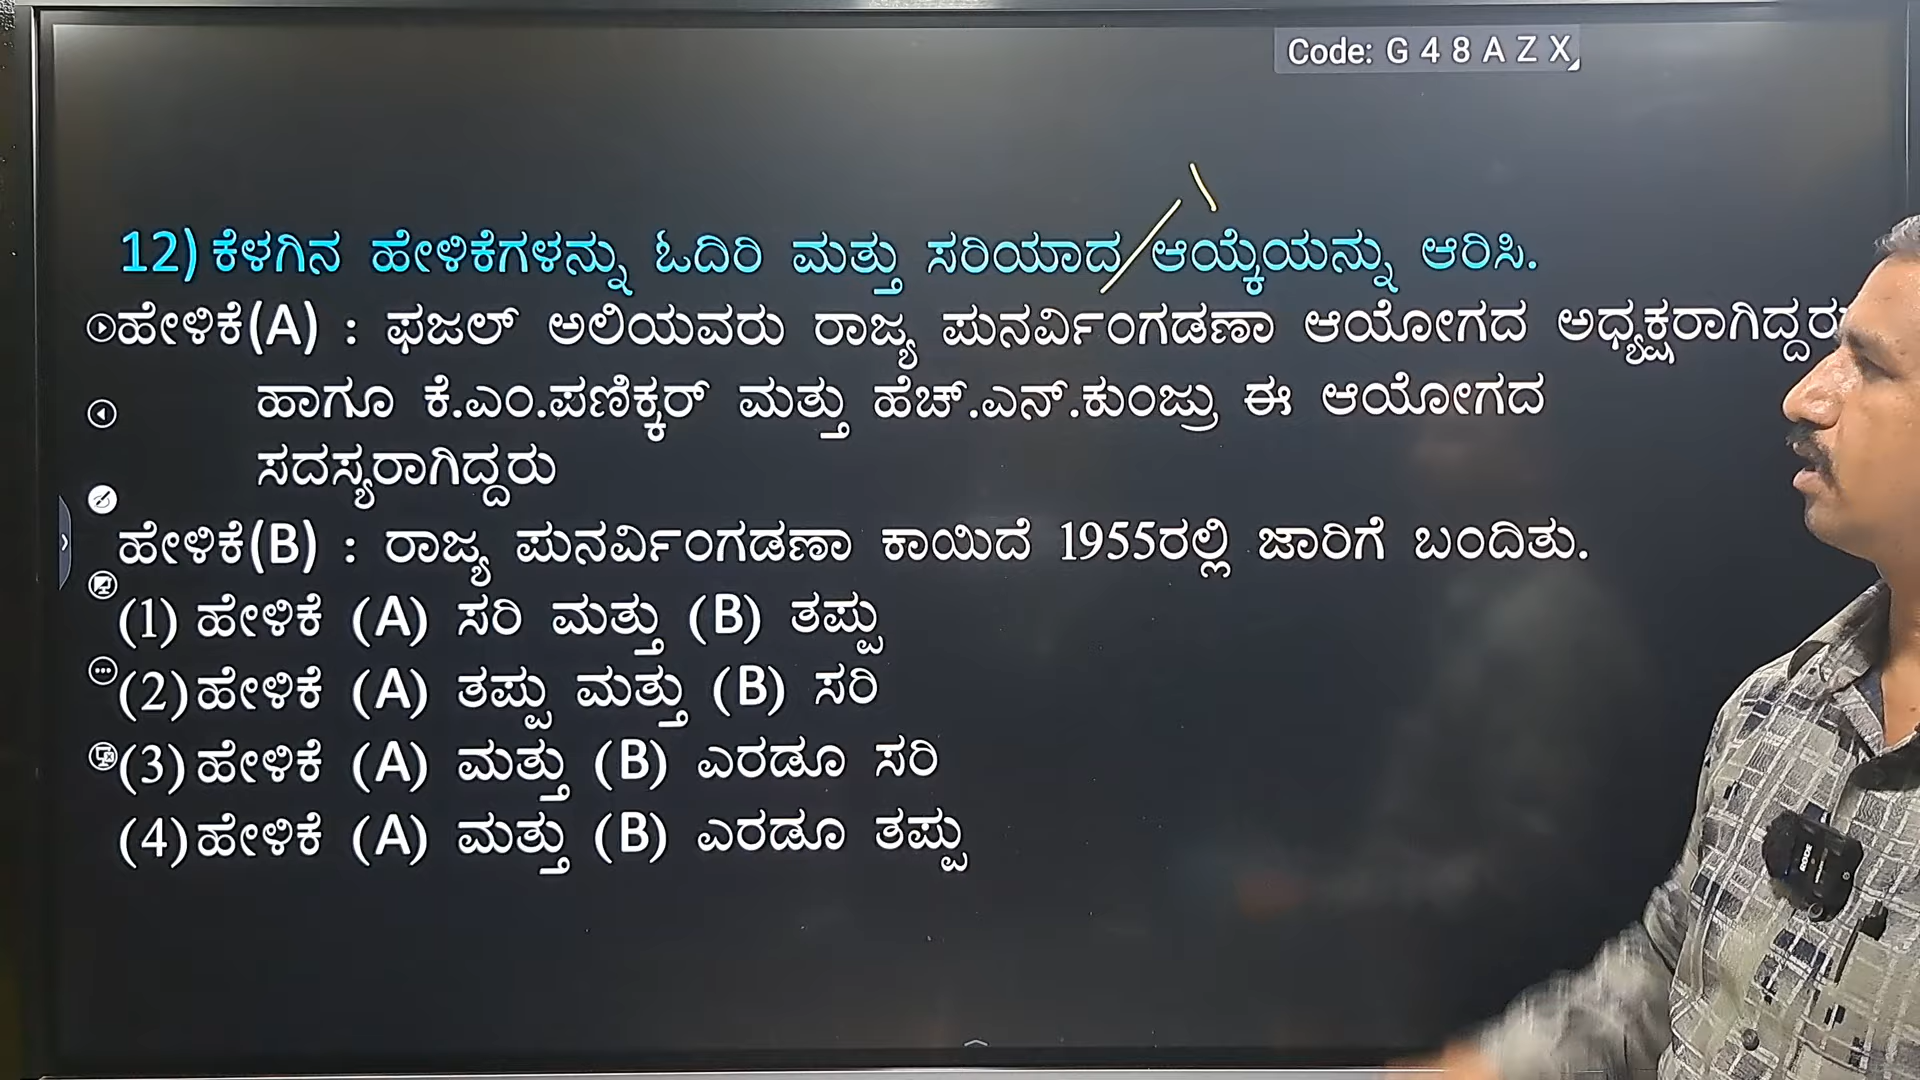 Code: G 4 8 A Z X
12) ಕೆಳಗಿನ ಹೇಳಿಕೆಗಳನ್ನು ಓದಿರಿ ಮತ್ತು ಸರಿಯಾದ ಆಯ್ಕೆಯನ್ನು ಆರಿಸಿ.
ಹೇಳಿಕೆ(A) : ಫಜಲ್ ಅಲಿಯವರು ರಾಜ್ಯ ಪುನರ್ವಿಂಗಡಣಾ ಆಯೋಗದ ಅಧ್ಯಕ್ಷರಾಗಿದ್ದರು
ಹಾಗೂ ಕೆ.ಎಂ.ಪಣಿಕ್ಕರ್ ಮತ್ತು ಹೆಚ್.ಎನ್.ಕುಂಜ್ರು ಈ ಆಯೋಗದ
ಸದಸ್ಯರಾಗಿದ್ದರು
ಹೇಳಿಕೆ(B) : ರಾಜ್ಯ ಪುನರ್ವಿಂಗಡಣಾ ಕಾಯಿದೆ 1955ರಲ್ಲಿ ಜಾರಿಗೆ ಬಂದಿತು.
(1) ಹೇಳಿಕೆ (A) ಸರಿ ಮತ್ತು (B) ತಪ್ಪು
(2) ಹೇಳಿಕೆ (A) ತಪ್ಪು ಮತ್ತು (B) ಸರಿ
(3) ಹೇಳಿಕೆ (A) ಮತ್ತು (B) ಎರಡೂ ಸರಿ
(4) ಹೇಳಿಕೆ (A) ಮತ್ತು (B) ಎರಡೂ ತಪ್ಪು